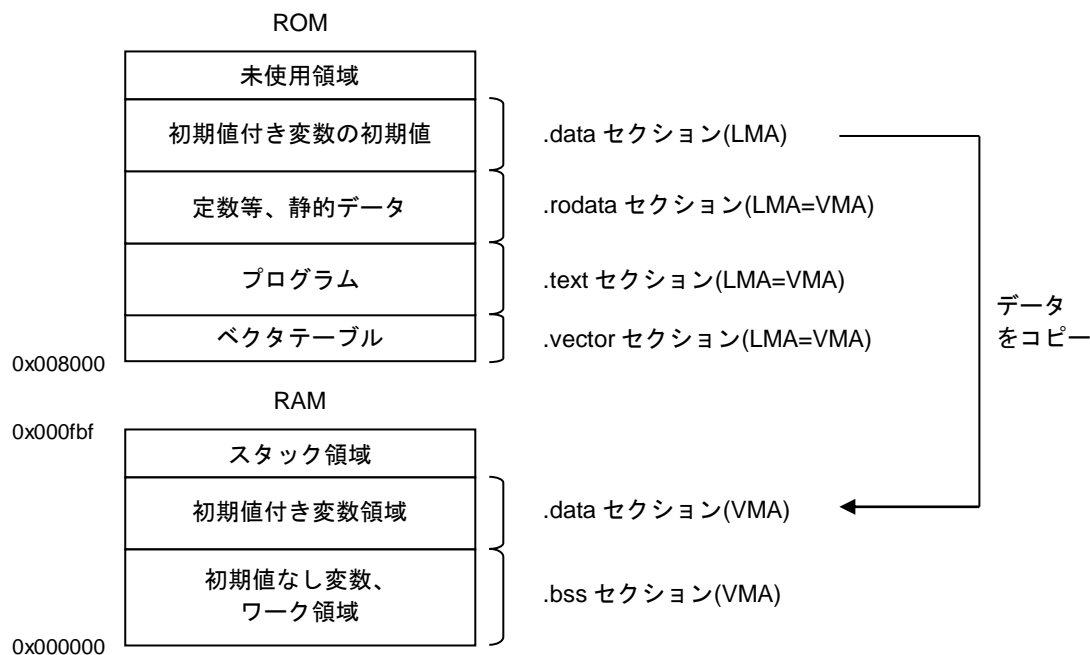 ROM
未使用領域
初期値付き変数の初期値
.data セクション(LMA)
定数等、静的データ
.rodata セクション(LMA=VMA)
プログラム
.text セクション(LMA=VMA)
データ
をコピー
ベクタテーブル
.vector セクション(LMA=VMA)
0x008000
RAM
0x000fbf
スタック領域
初期値付き変数領域
.data セクション(VMA)
初期値なし変数、
ワーク領域
.bss セクション(VMA)
0x000000